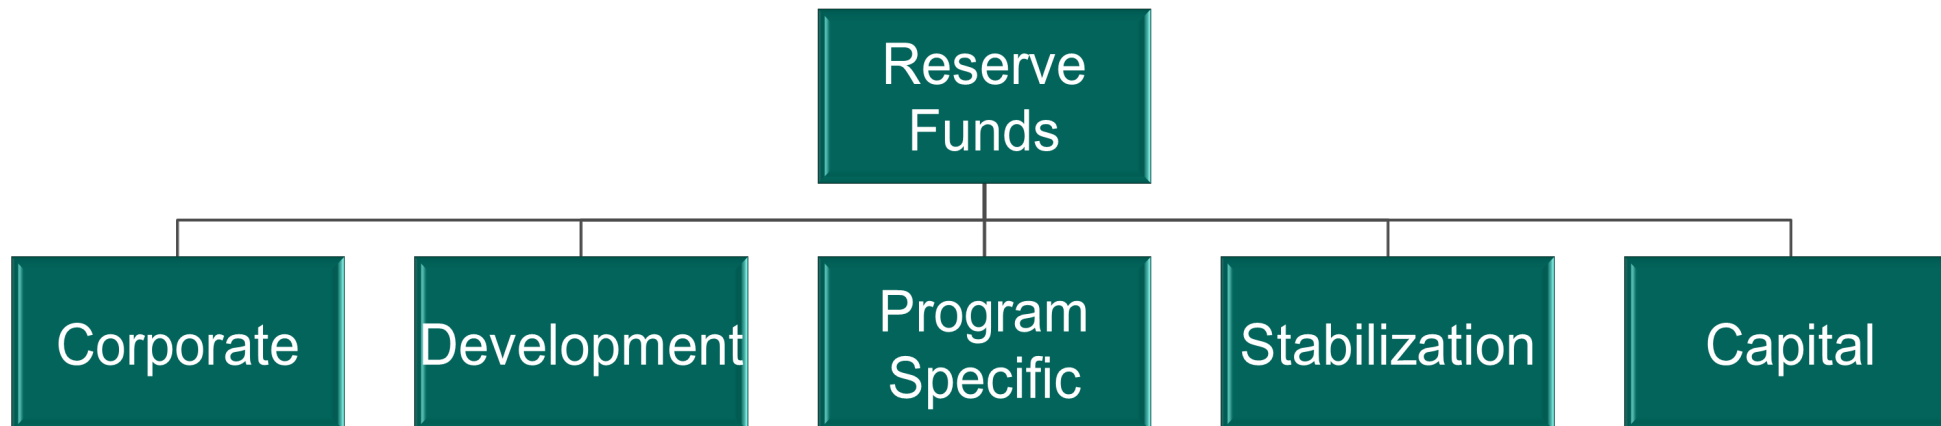 Reserve
Funds
Corporate
Development
Program
Specific
Stabilization
Capital